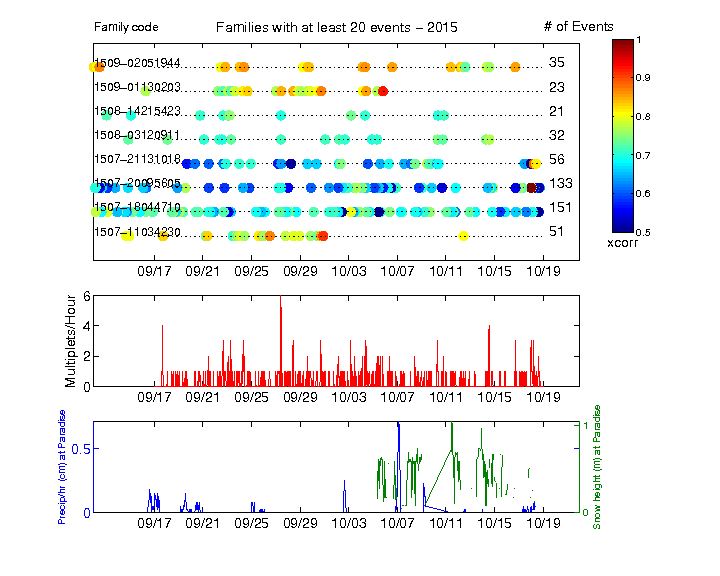 Family code Families with at least 20 events − 2015 # of Events
1509−02051944 35
1509−01130203 23
1508−14215423 21
1508−03120911 32
1507−21131018 56
1507−20095605 133
1507−18044710 151
1507−11034230 51
09/17 09/21 09/25 09/29 10/03 10/07 10/11 10/15 10/19
1
0.9
0.8
0.7
0.6
0.5
xcorr
Multiplets/Hour
6
4
2
0
09/17 09/21 09/25 09/29 10/03 10/07 10/11 10/15 10/19
Precip/hr (cm) at Paradise
0.5
0
1
0
Snow height (m) at Paradise
09/17 09/21 09/25 09/29 10/03 10/07 10/11 10/15 10/19